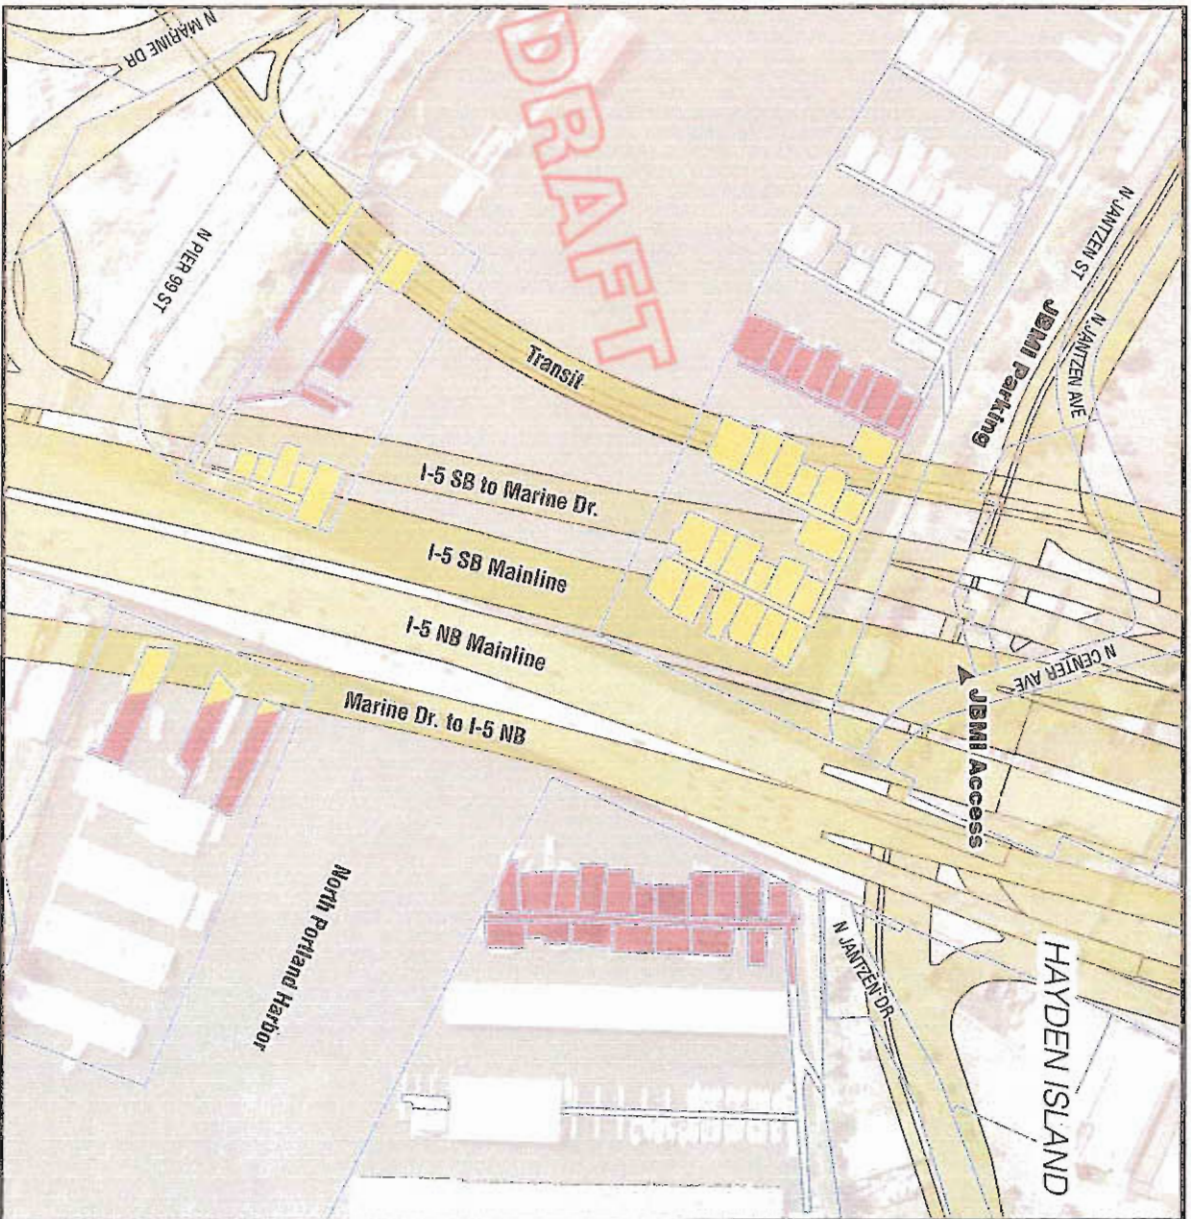 N MARINE DR
DRAFT
N JANTZEN ST
N JANTZEN AVE
JBMI Parking
N PIER 99 ST
Transit
I-5 SB to Marine Dr.
I-5 SB Mainline
I-5 NB Mainline
Marine Dr. to I-5 NB
N CENTER AVE
JBMI Access
North Portland Harbor
N JANTZEN DR
HAYDEN ISLAND